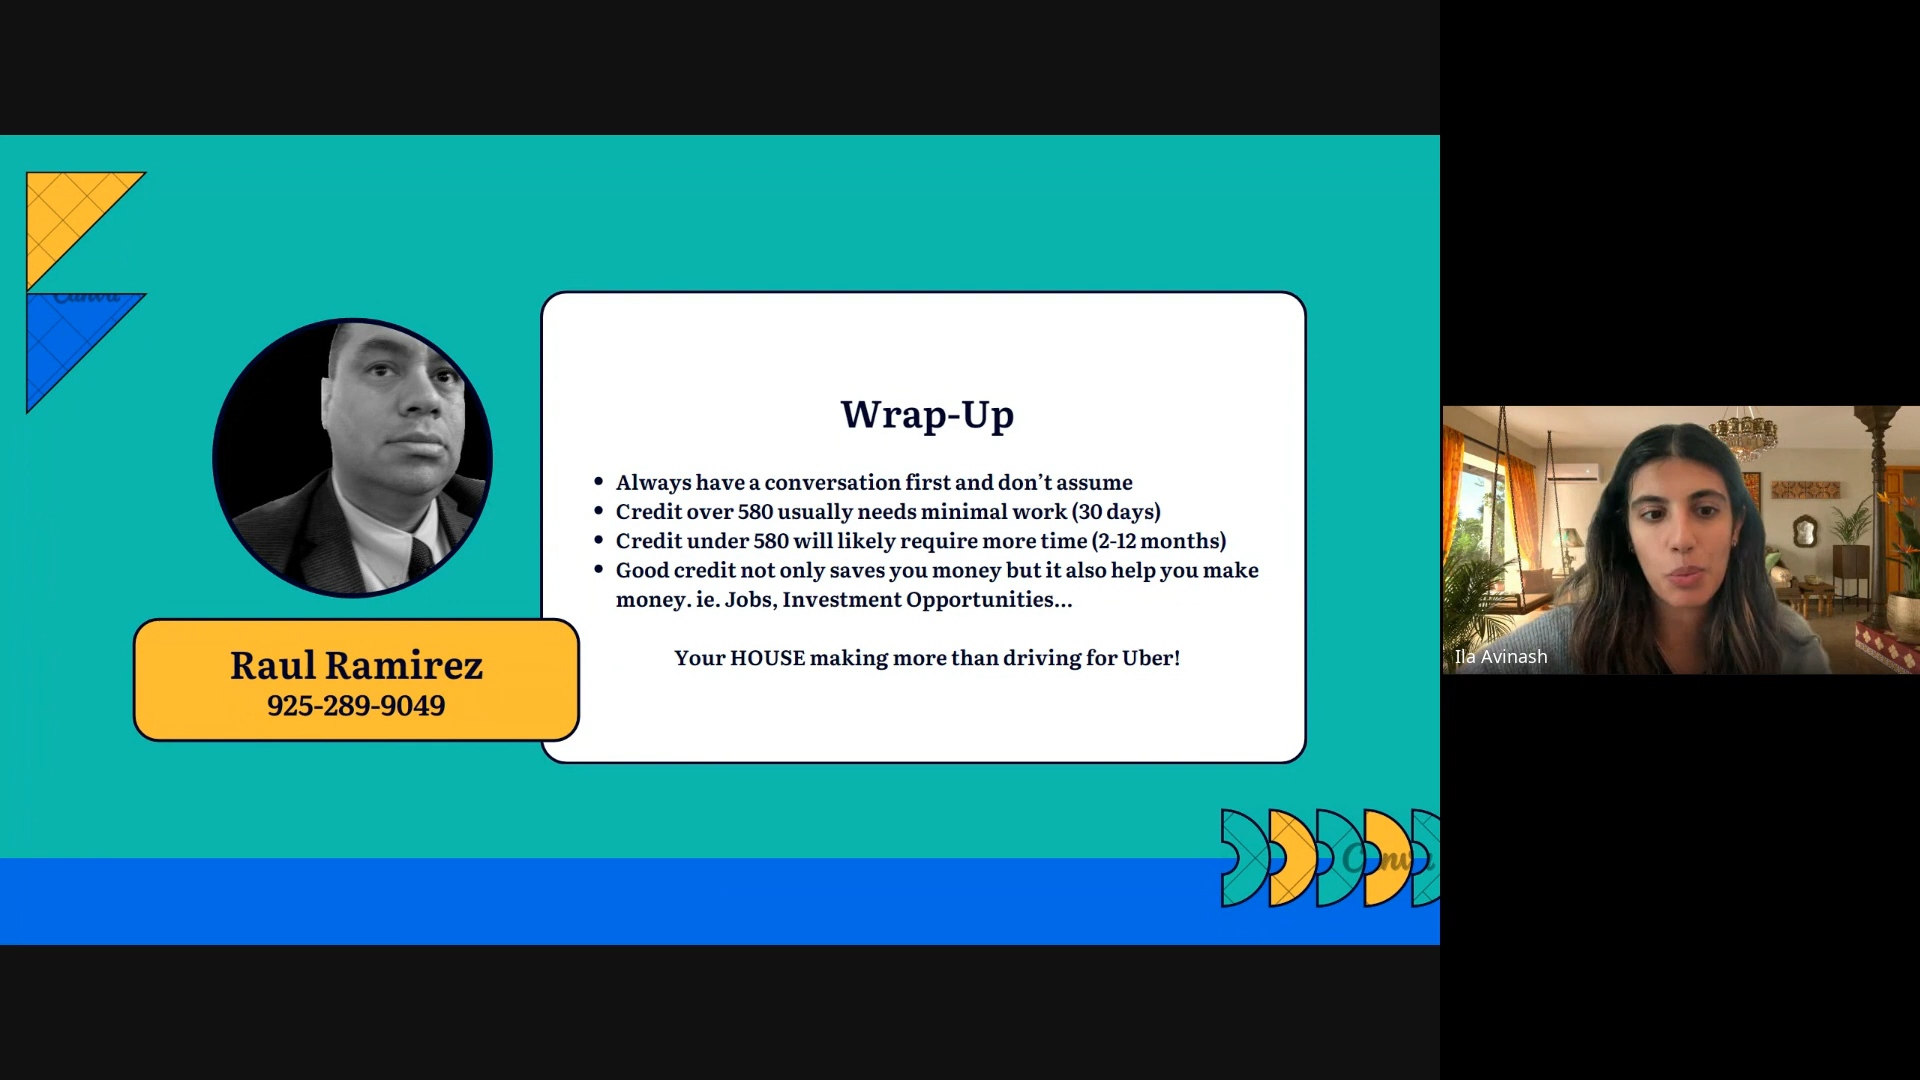 Canva
Wrap-Up
• Always have a conversation first and don’t assume
• Credit over 580 usually needs minimal work (30 days)
• Credit under 580 will likely require more time (2-12 months)
• Good credit not only saves you money but it also help you make
money. ie. Jobs, Investment Opportunities...
Your HOUSE making more than driving for Uber!
Raul Ramirez
925-289-9049
Canva
Ila Avinash